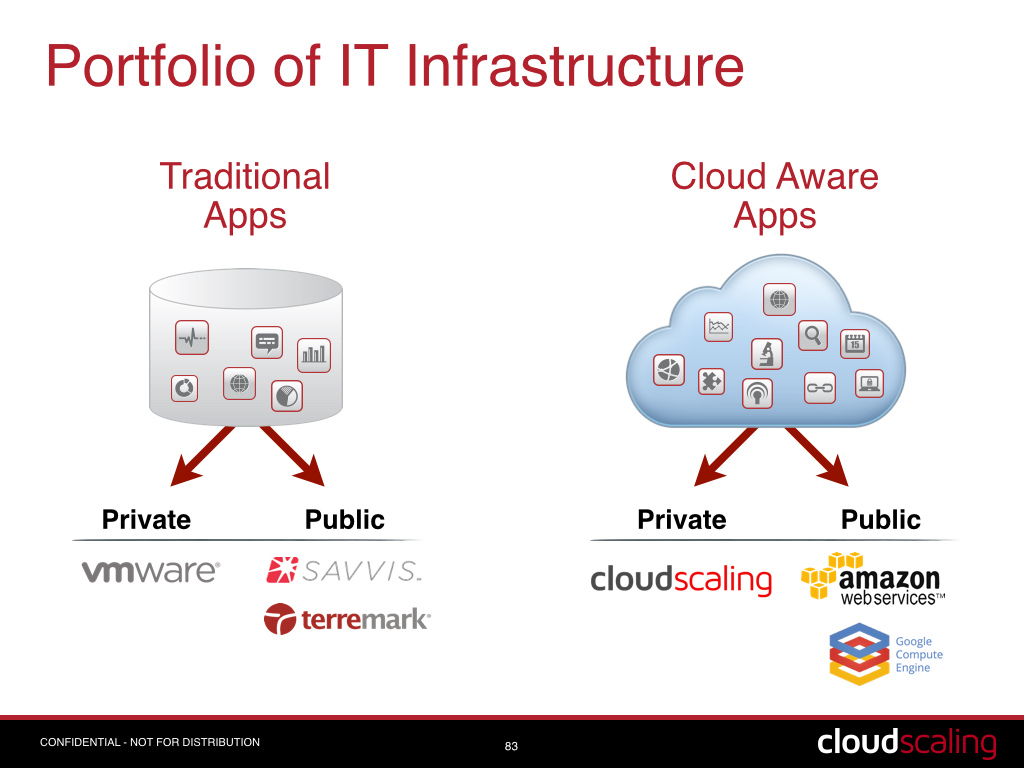 Portfolio of IT Infrastructure
Traditional
Apps
Cloud Aware
Apps
15
Private
Public
Private
Public
vmware®
SAVVIS.
terremark®
cloudscaling
amazon
webservices™
Google
Compute
Engine
CONFIDENTIAL - NOT FOR DISTRIBUTION
83
cloudscaling